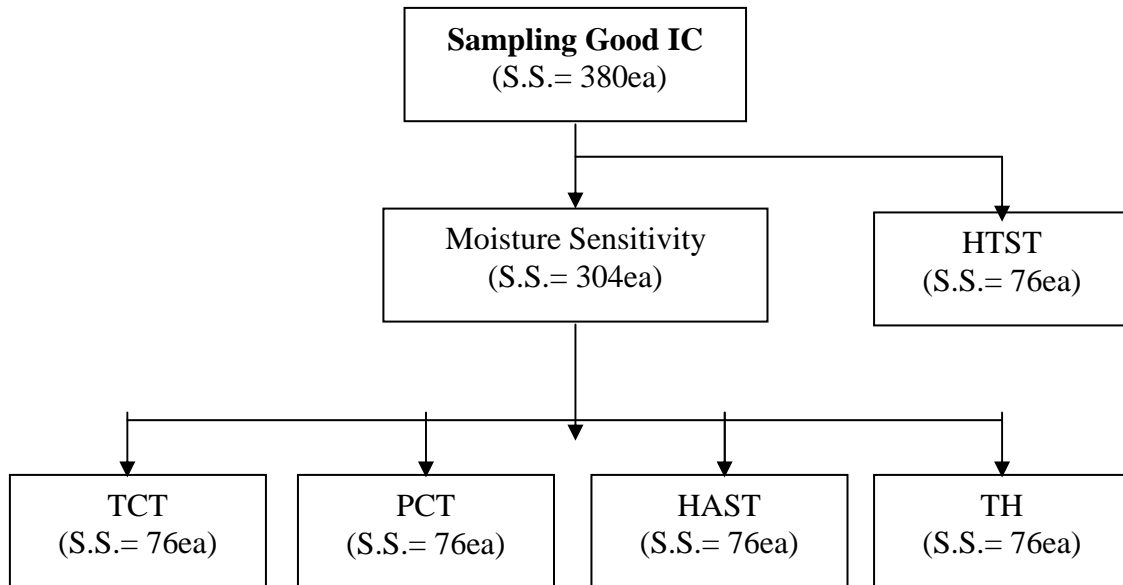 Sampling Good IC
(S.S.= 380ea)
Moisture Sensitivity
(S.S.= 304ea)
HTST
(S.S.= 76ea)
TCT
(S.S.= 76ea)
PCT
(S.S.= 76ea)
HAST
(S.S.= 76ea)
TH
(S.S.= 76ea)